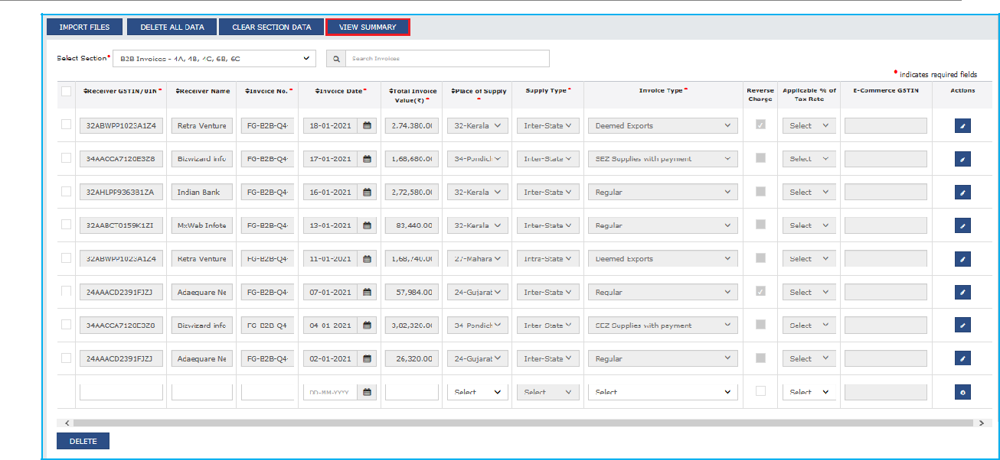 IMPORT FILES DELETE ALL DATA CLEAR SECTION DATA VIEW SUMMARY
Select Section* B2B Invoices - 4A, 4B, 4C, 6B, 6C Search Invoices
* indicates required fields
Receiver GSTIN/UIN* Receiver Name Invoice No.* Invoice Date* Total Invoice Value(₹)* Place of Supply* Supply Type* Invoice Type* Reverse Charge Applicable % of Tax Rate E-Commerce GSTIN Actions
32ABWPP1023A1Z4 Retra Venture FG-B2B-Q4- 18-01-2021 2,74,380.00 32-Kerala Inter-State Deemed Exports Select
34AACCA7120E3Z8 Bizwizard info FG-B2B-Q4- 17-01-2021 1,68,680.00 34-Pondich Inter-State SEZ Supplies with payment Select
32AHLPP9363B1ZA Indian Bank FG-B2B-Q4- 16-01-2021 2,72,580.00 32-Kerala Inter-State Regular Select
32AABCT0159K1ZI MxWeb Infote FG-B2B-Q4- 13-01-2021 83,440.00 32-Kerala Inter-State Regular Select
32ABWPP1023A1Z4 Retra Venture FG-B2B-Q4- 11-01-2021 1,68,740.00 27-Mahara Intra-State Deemed Exports Select
24AAACD2391FJZJ Adaequare Ne FG-B2B-Q4- 07-01-2021 57,984.00 24-Gujarat Inter-State Regular Select
34AACCA7120E3Z8 Bizwizard info FG-B2B-Q4- 04-01-2021 3,82,320.00 34-Pondich Inter-State SEZ Supplies with payment Select
24AAACD2391FJZJ Adaequare Ne FG-B2B-Q4- 02-01-2021 26,320.00 24-Gujarat Inter-State Regular Select
DD-MM-YYYY Select Select Select Select
DELETE